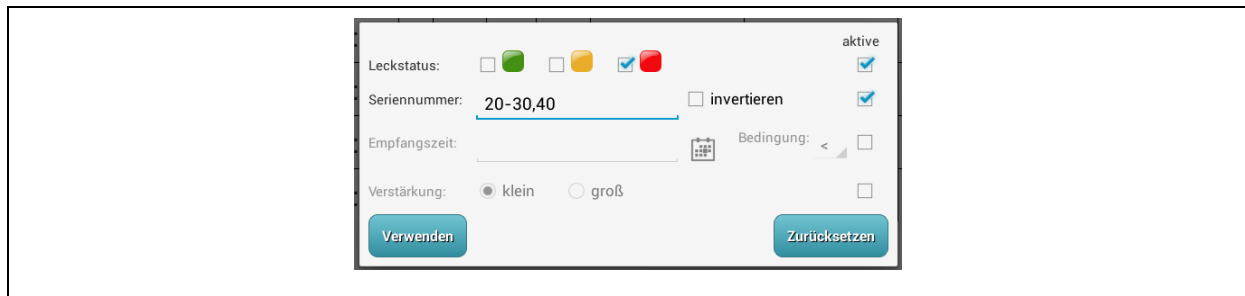 aktive
Leckstatus:
Seriennummer: 20-30,40 invertieren
Empfangszeit: Bedingung: <
Verstärkung: klein groß
Verwenden Zurücksetzen